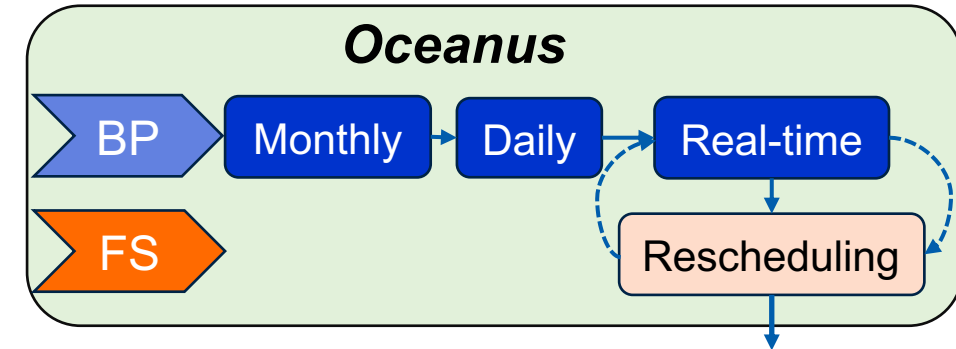 Oceanus
BP
Monthly
Daily
Real-time
FS
Rescheduling